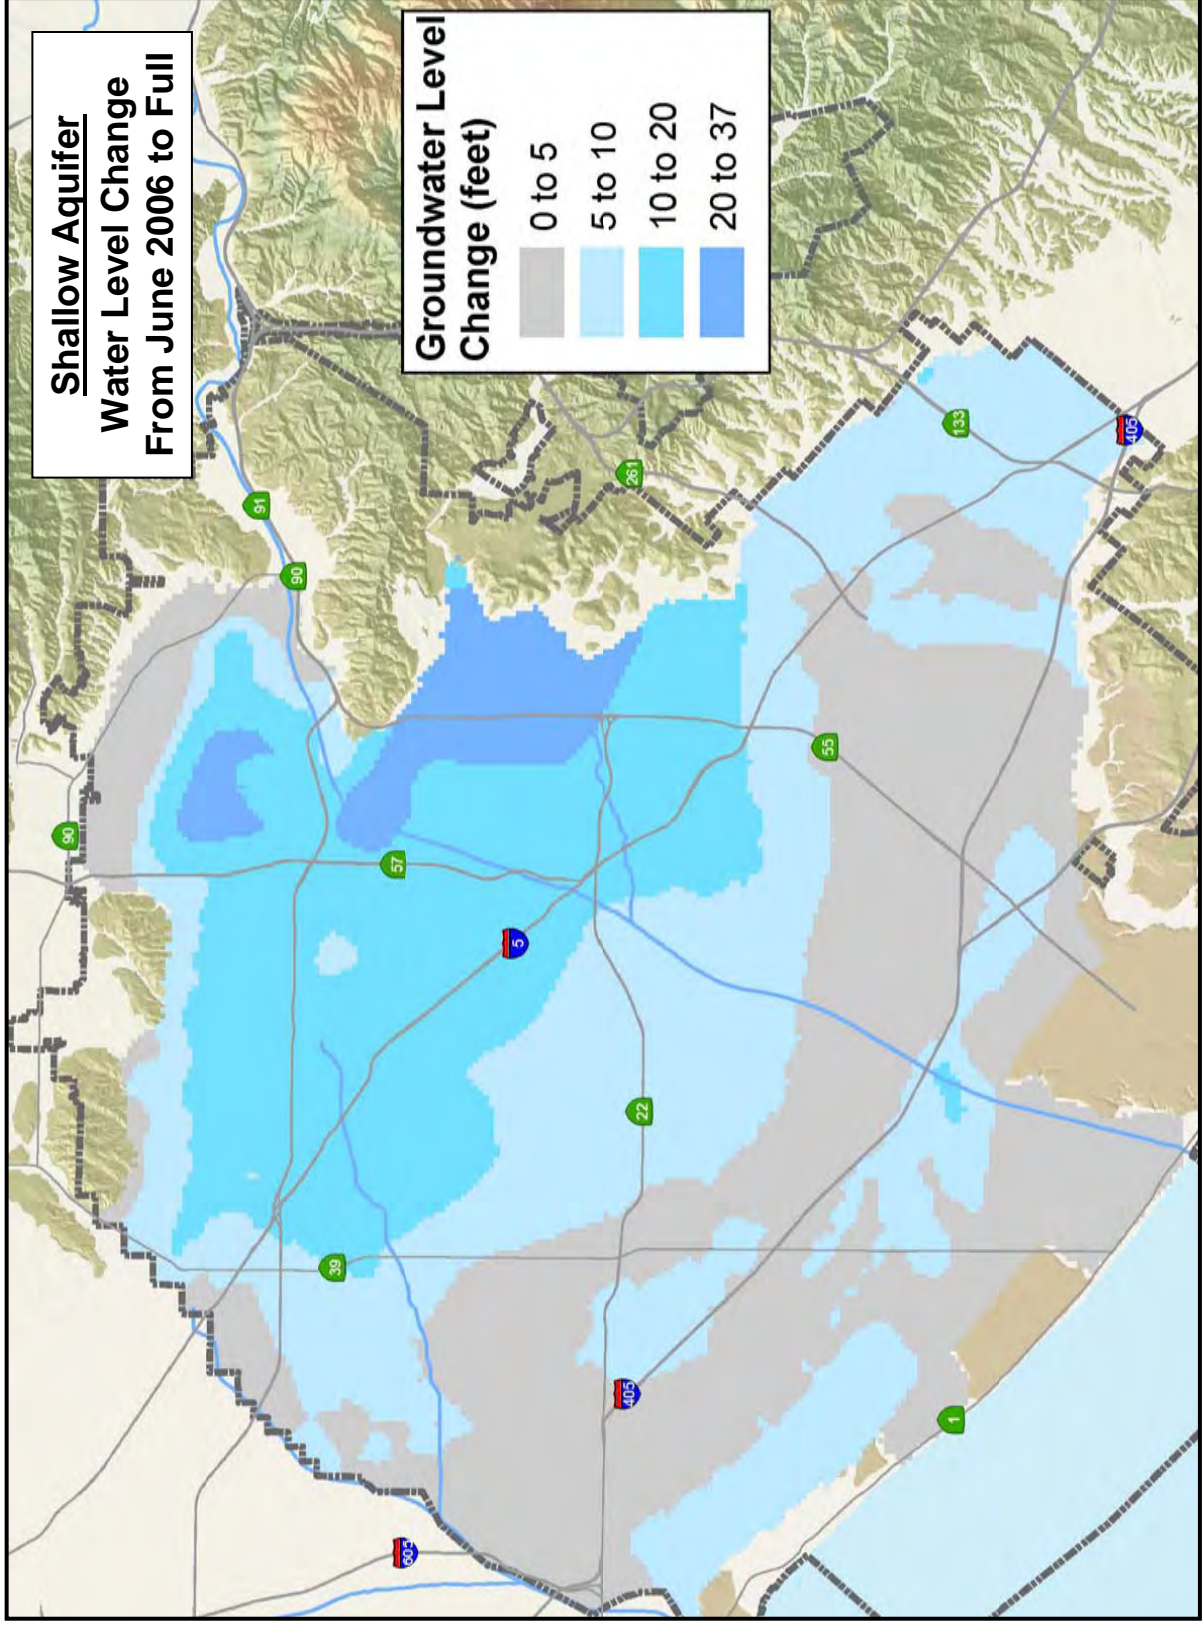 Shallow Aquifer
Water Level Change
From June 2006 to Full
Groundwater Level
Change (feet)
0 to 5
5 to 10
10 to 20
20 to 37
605
39
405
1
22
5
57
90
55
90
91
261
133
405